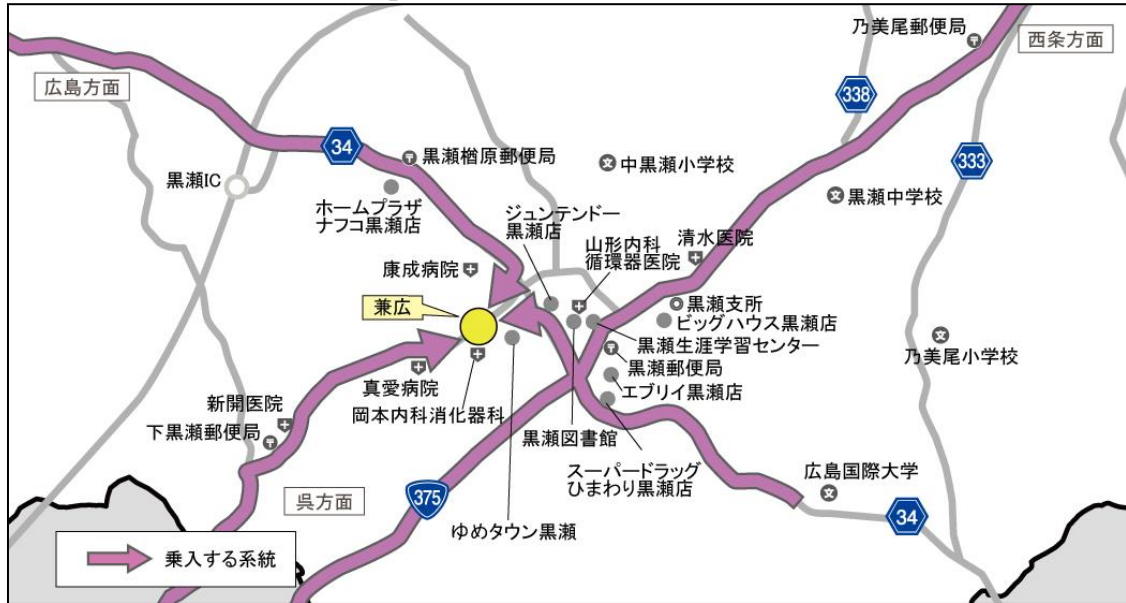 乃美尾郵便局
西条方面
広島方面
338
34
333
黒瀬楢原郵便局
中黒瀬小学校
黒瀬IC
黒瀬中学校
ホームプラザ
ナフコ黒瀬店
ジュンテンドー
黒瀬店
山形内科
循環器医院
清水医院
康成病院
兼広
黒瀬支所
ビッグハウス黒瀬店
黒瀬生涯学習センター
乃美尾小学校
黒瀬郵便局
真愛病院
エブリイ黒瀬店
岡本内科消化器科
新開医院
下黒瀬郵便局
黒瀬図書館
スーパードラッグ
ひまわり黒瀬店
広島国際大学
呉方面
375
34
ゆめタウン黒瀬
乗入する系統